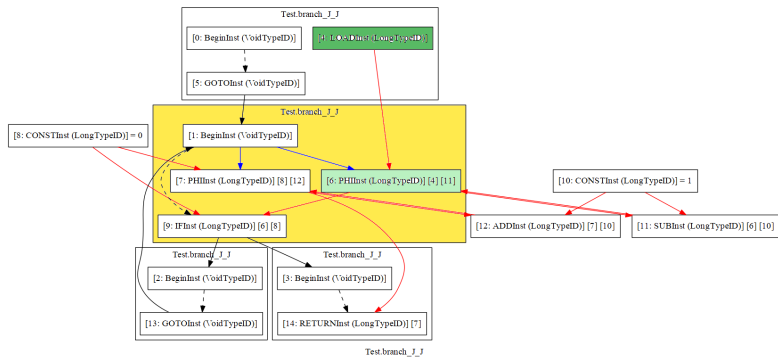 Test.branch_J_J
[0: BeginInst (VoidTypeID)]
[4: LOADInst (LongTypeID)]
[5: GOTOInst (VoidTypeID)]
Test.branch_J_J
[8: CONSTInst (LongTypeID)] = 0
[1: BeginInst (VoidTypeID)]
[7: PHIInst (LongTypeID)] [8] [12]
[6: PHIInst (LongTypeID)] [4] [11]
[10: CONSTInst (LongTypeID)] = 1
[9: IFInst (LongTypeID)] [6] [8]
[12: ADDInst (LongTypeID)] [7] [10]
[11: SUBInst (LongTypeID)] [6] [10]
Test.branch_J_J
Test.branch_J_J
[2: BeginInst (VoidTypeID)]
[3: BeginInst (VoidTypeID)]
[13: GOTOInst (VoidTypeID)]
[14: RETURNInst (LongTypeID)] [7]
Test.branch_J_J